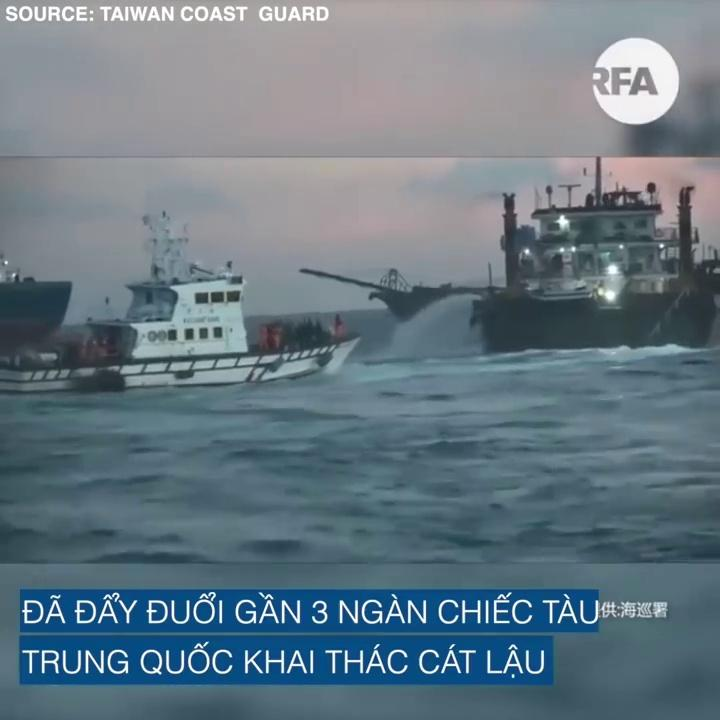 SOURCE: TAIWAN COAST GUARD
RFA
ĐÃ ĐẨY ĐUỔI GẦN 3 NGÀN CHIẾC TÀU
供:海巡署
TRUNG QUỐC KHAI THÁC CÁT LẬU